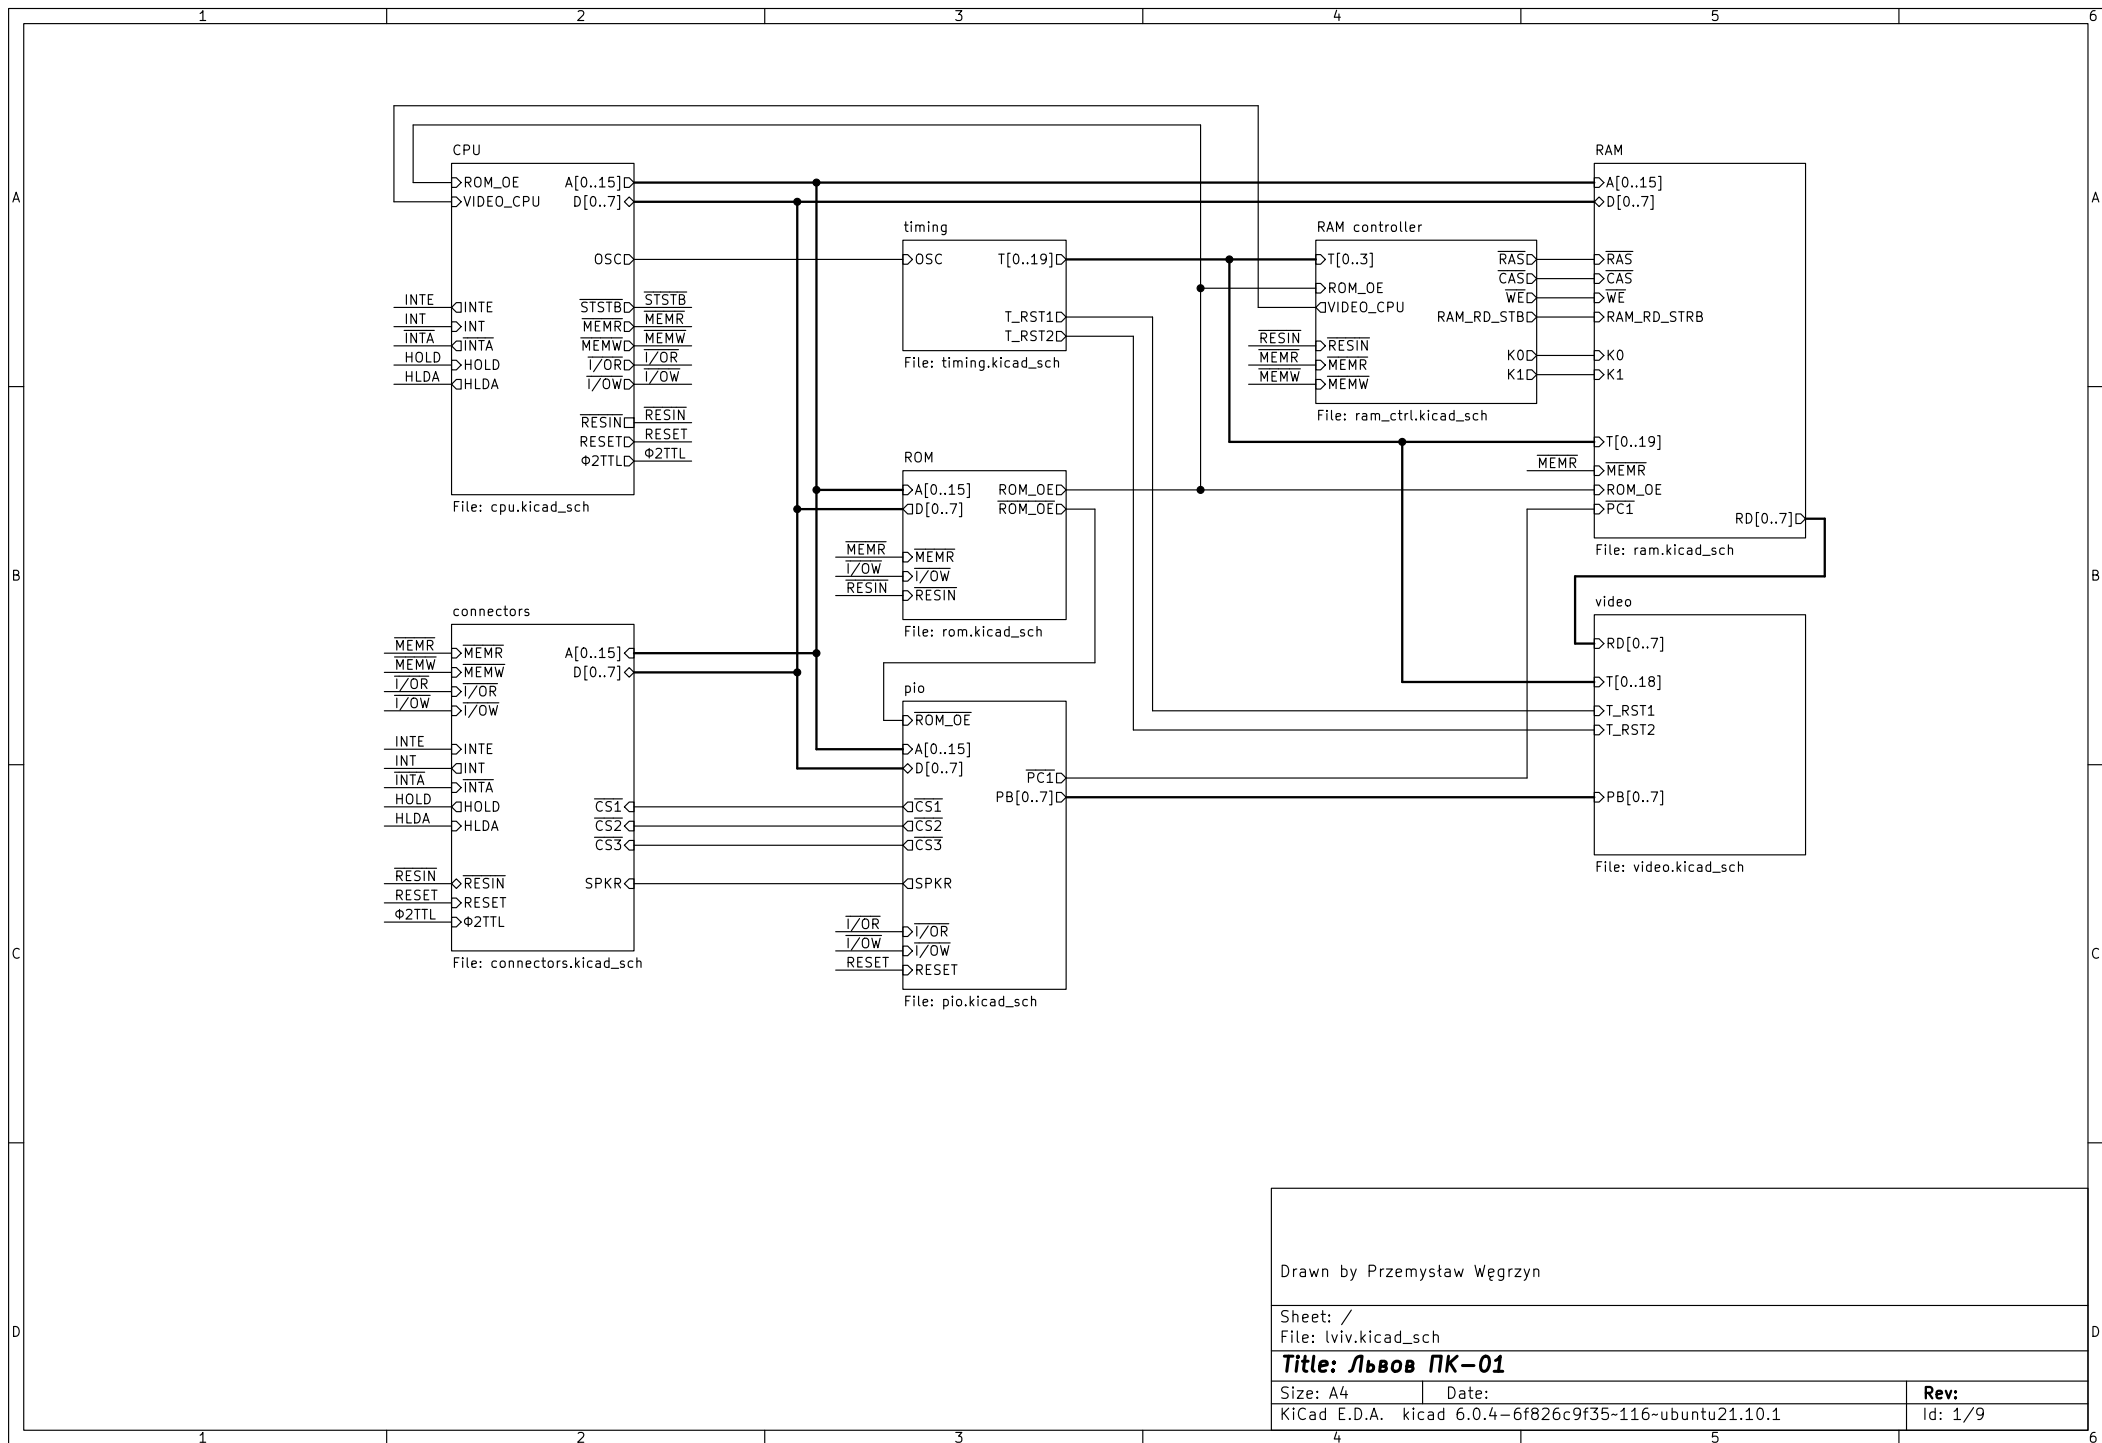 1 2 3 4 5 6
A
B
C
D
A
B
C
D
CPU
ROM_OE A[0..15]
VIDEO_CPU D[0..7]
OSC
INTE INTE STSTB STSTB
INT INT MEMR MEMR
INTA INTA MEMW MEMW
HOLD HOLD I/OR I/OR
HLDA HLDA I/OW I/OW
RESIN RESIN
RESET RESET
Φ2TTL Φ2TTL
File: cpu.kicad_sch
timing
OSC T[0..19]
T_RST1
T_RST2
File: timing.kicad_sch
RAM controller
T[0..3] RAS
CAS
ROM_OE WE
VIDEO_CPU RAM_RD_STB
RESIN RESIN K0
MEMR MEMR K1
MEMW MEMW
File: ram_ctrl.kicad_sch
RAM
A[0..15]
D[0..7]
RAS
CAS
WE
RAM_RD_STRB
K0
K1
T[0..19]
MEMR MEMR
ROM_OE
PC1
RD[0..7]
File: ram.kicad_sch
ROM
A[0..15] ROM_OE
D[0..7] ROM_OE
MEMR MEMR
I/OW I/OW
RESIN RESIN
File: rom.kicad_sch
connectors
MEMR MEMR A[0..15]
MEMW MEMW D[0..7]
I/OR I/OR
I/OW I/OW
INTE INTE
INT INT
INTA INTA
HOLD HOLD CS1
HLDA HLDA CS2
CS3
RESIN RESIN SPKR
RESET RESET
Φ2TTL Φ2TTL
File: connectors.kicad_sch
pio
ROM_OE
A[0..15]
D[0..7]
PC1
PB[0..7]
CS1
CS2
CS3
SPKR
I/OR I/OR
I/OW I/OW
RESET RESET
File: pio.kicad_sch
video
RD[0..7]
T[0..18]
T_RST1
T_RST2
PB[0..7]
File: video.kicad_sch
Drawn by Przemysław Węgrzyn
Sheet: /
File: lviv.kicad_sch
Title: Львов ПК-01
Size: A4 Date: Rev:
KiCad E.D.A. kicad 6.0.4-6f826c9f35~116~ubuntu21.10.1 Id: 1/9
1 2 3 4 5 6